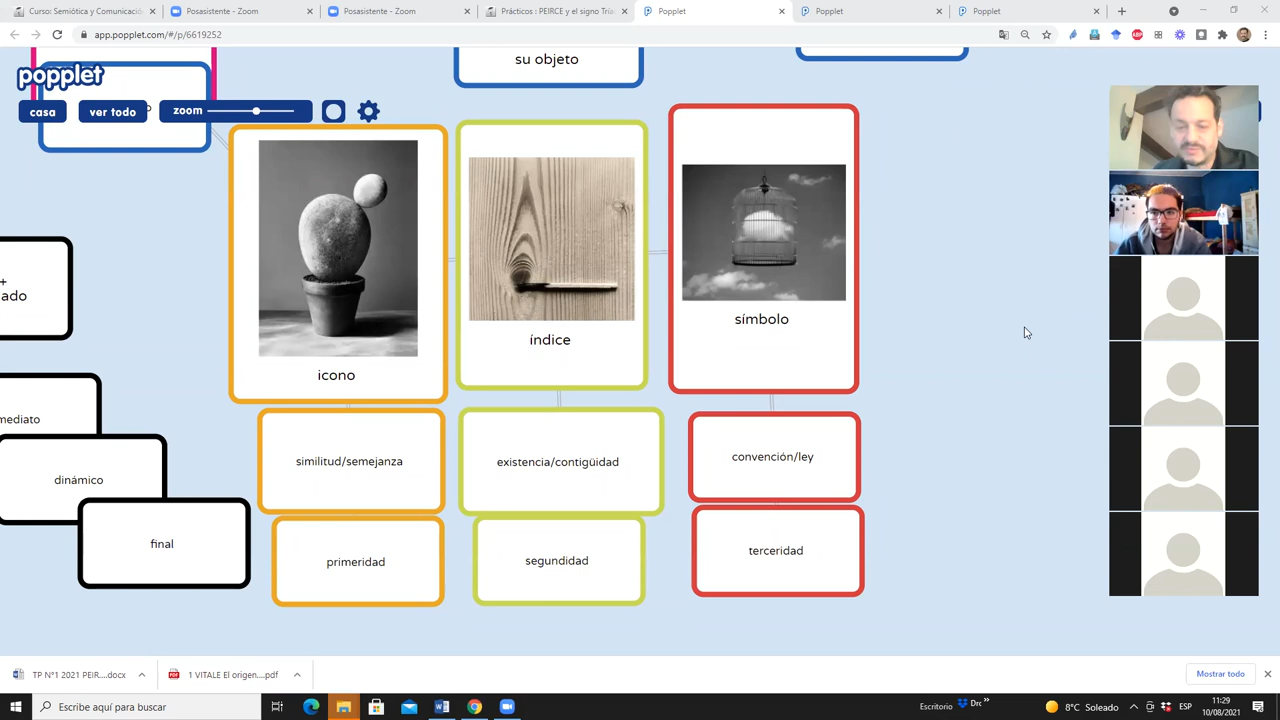 Curso: Semiótica y Comunicació
Posasistente - Zoom
Posasistente - Zoom
Prácticos : PEIRCE y el signo Tria
Popplet
Popplet
Popplet
app.popplet.com/#/p/6619252
popplet
casa
ver todo
zoom
su objeto
icono
índice
símbolo
+
ado
mediato
dinámico
final
similitud/semejanza
existencia/contigüidad
convención/ley
primeridad
segundidad
terceridad
TP N°1 2021 PEIR....docx
1 VITALE El origen....pdf
Mostrar todo
Escribe aquí para buscar
Escritorio
8°C Soleado
ESP
11:29
10/08/2021